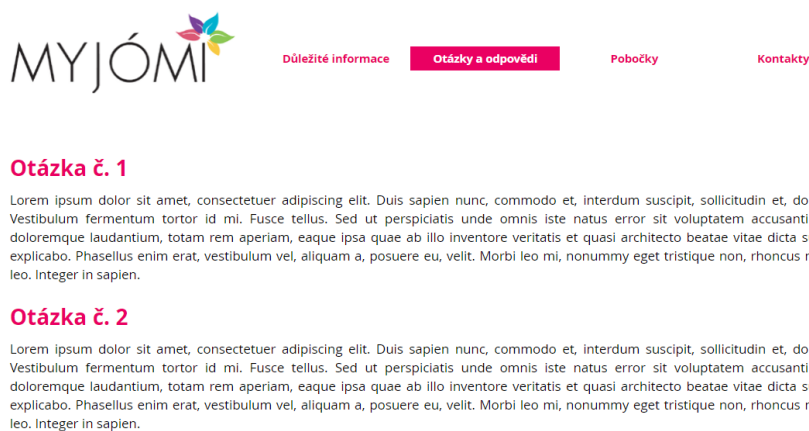 MYJÓMI
Důležité informace Otázky a odpovědi Pobočky Kontakty
Otázka č. 1
Lorem ipsum dolor sit amet, consectetuer adipiscing elit. Duis sapien nunc, commodo et, interdum suscipit, sollicitudin et, do
Vestibulum fermentum tortor id mi. Fusce tellus. Sed ut perspiciatis unde omnis iste natus error sit voluptatem accusanti
doloremque laudantium, totam rem aperiam, eaque ipsa quae ab illo inventore veritatis et quasi architecto beatae vitae dicta s
explicabo. Phasellus enim erat, vestibulum vel, aliquam a, posuere eu, velit. Morbi leo mi, nonummy eget tristique non, rhoncus
leo. Integer in sapien.
Otázka č. 2
Lorem ipsum dolor sit amet, consectetuer adipiscing elit. Duis sapien nunc, commodo et, interdum suscipit, sollicitudin et, do
Vestibulum fermentum tortor id mi. Fusce tellus. Sed ut perspiciatis unde omnis iste natus error sit voluptatem accusanti
doloremque laudantium, totam rem aperiam, eaque ipsa quae ab illo inventore veritatis et quasi architecto beatae vitae dicta s
explicabo. Phasellus enim erat, vestibulum vel, aliquam a, posuere eu, velit. Morbi leo mi, nonummy eget tristique non, rhoncus
leo. Integer in sapien.